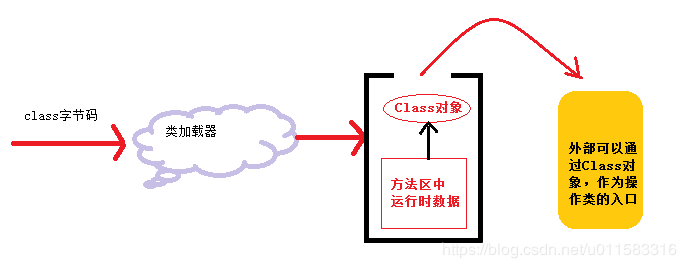 class字节码
类加载器
Class对象
方法区中
运行时数据
外部可以通
过Class对
象，作为操
作类的入口
https://blog.csdn.net/u011583316